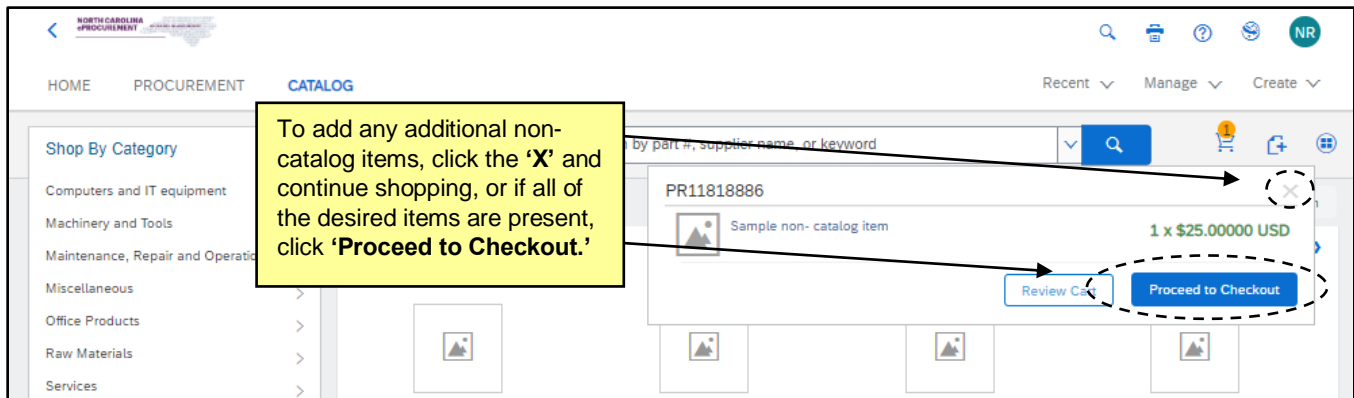 NORTH CAROLINA
ePROCUREMENT
NR
HOME PROCUREMENT CATALOG
Recent Manage Create
Shop By Category
by part #, supplier name, or keyword
1
Computers and IT equipment
Machinery and Tools
Maintenance, Repair and Operatio
Miscellaneous
Office Products
Raw Materials
Services
To add any additional non-
catalog items, click the ‘X’ and
continue shopping, or if all of
the desired items are present,
click ‘Proceed to Checkout.’
PR11818886
Sample non- catalog item
1 x $25.00000 USD
Review Cart
Proceed to Checkout